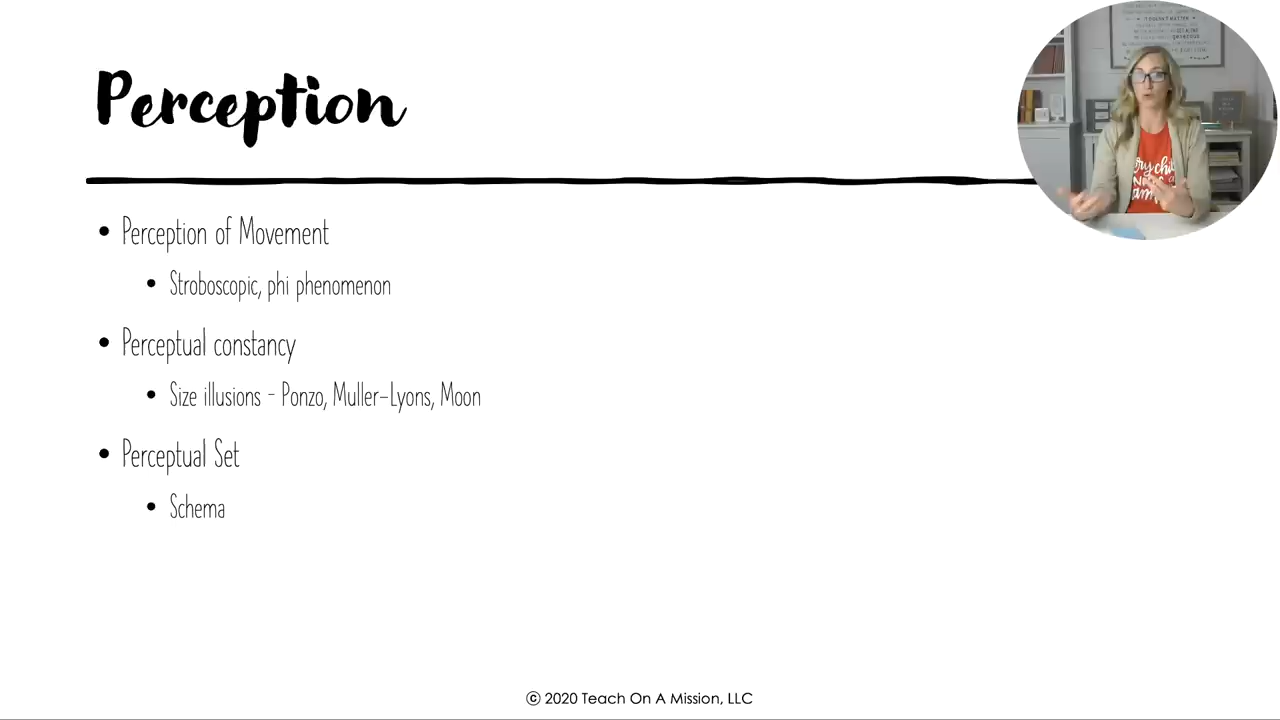 Perception
• Perception of Movement
• Stroboscopic, phi phenomenon
• Perceptual constancy
• Size illusions - Ponzo, Muller-Lyons, Moon
• Perceptual Set
• Schema
© 2020 Teach On A Mission, LLC